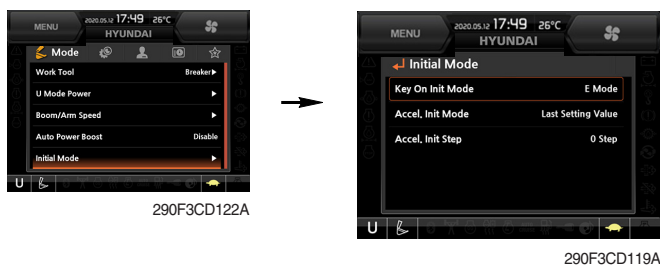 MENU
2020.05.12 17:49 26°C
HYUNDAI
Mode
Work Tool Breaker▶
U Mode Power ▶
Boom/Arm Speed ▶
Auto Power Boost Disable
Initial Mode ▶
U
290F3CD122A
MENU
2020.05.12 17:49 26°C
HYUNDAI
Initial Mode
Key On Init Mode E Mode
Accel. Init Mode Last Setting Value
Accel. Init Step 0 Step
U
290F3CD119A